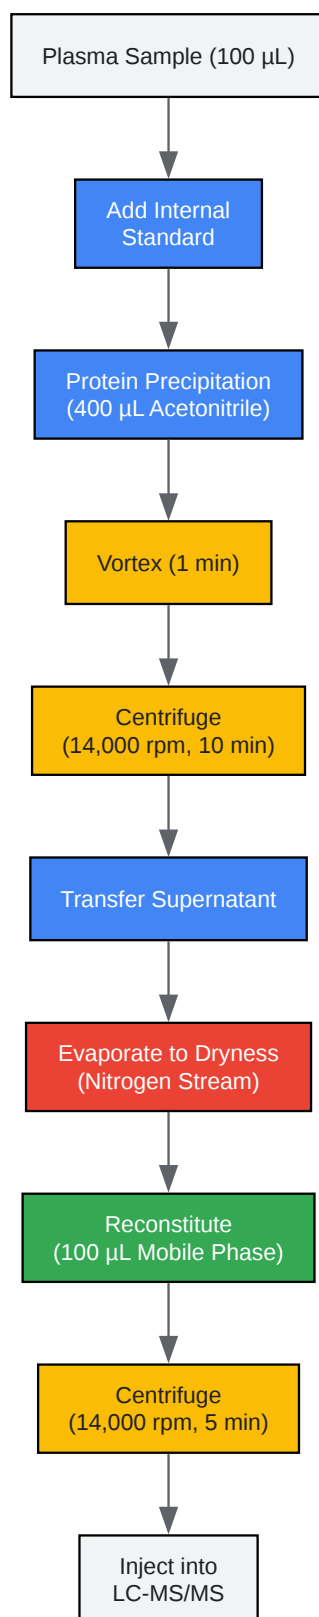 Plasma Sample (100 µL)
Add Internal
Standard
Protein Precipitation
(400 µL Acetonitrile)
Vortex (1 min)
Centrifuge
(14,000 rpm, 10 min)
Transfer Supernatant
Evaporate to Dryness
(Nitrogen Stream)
Reconstitute
(100 µL Mobile Phase)
Centrifuge
(14,000 rpm, 5 min)
Inject into
LC-MS/MS